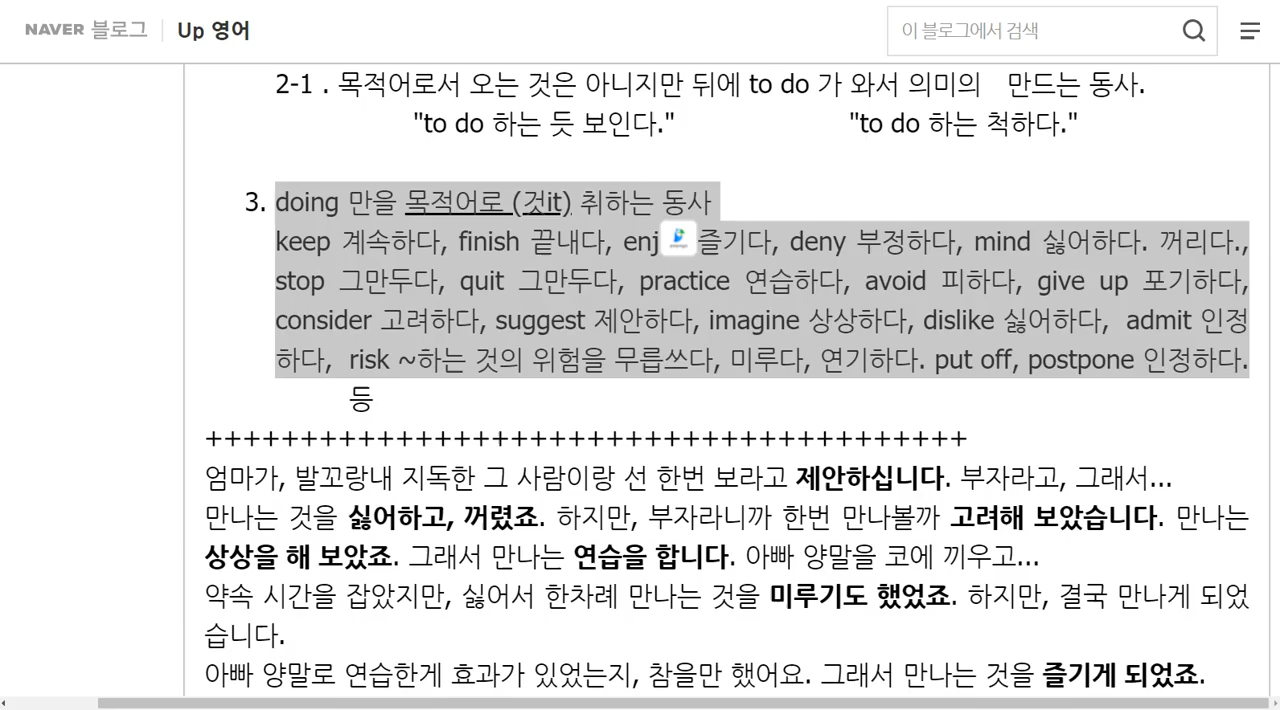 NAVER 블로그 Up 영어 이 블로그에서 검색
2-1 . 목적어로서 오는 것은 아니지만 뒤에 to do 가 와서 의미의 만드는 동사.
"to do 하는 듯 보인다." "to do 하는 척하다."
3. doing 만을 목적어로 (것it) 취하는 동사
keep 계속하다, finish 끝내다, enj 즐기다, deny 부정하다, mind 싫어하다. 꺼리다.,
stop 그만두다, quit 그만두다, practice 연습하다, avoid 피하다, give up 포기하다,
consider 고려하다, suggest 제안하다, imagine 상상하다, dislike 싫어하다, admit 인정
하다, risk ~하는 것의 위험을 무릅쓰다, 미루다, 연기하다. put off, postpone 인정하다.
등
++++++++++++++++++++++++++++++++++++++++
엄마가, 발꼬랑내 지독한 그 사람이랑 선 한번 보라고 제안하십니다. 부자라고, 그래서...
만나는 것을 싫어하고, 꺼렸죠. 하지만, 부자라니까 한번 만나볼까 고려해 보았습니다. 만나는
상상을 해 보았죠. 그래서 만나는 연습을 합니다. 아빠 양말을 코에 끼우고...
약속 시간을 잡았지만, 싫어서 한차례 만나는 것을 미루기도 했었죠. 하지만, 결국 만나게 되었
습니다.
아빠 양말로 연습한게 효과가 있었는지, 참을만 했어요. 그래서 만나는 것을 즐기게 되었죠.